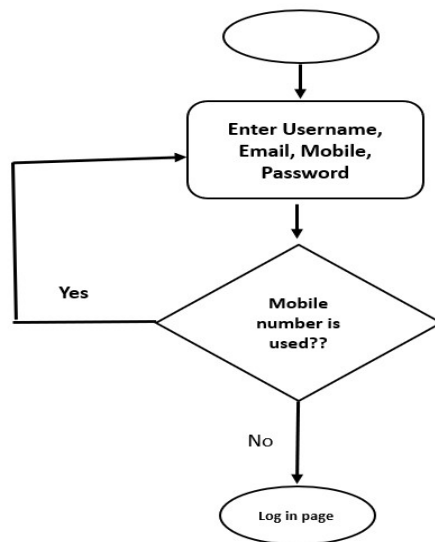 Enter Username,
Email, Mobile,
Password
Yes
Mobile
number is
used??
No
Log in page